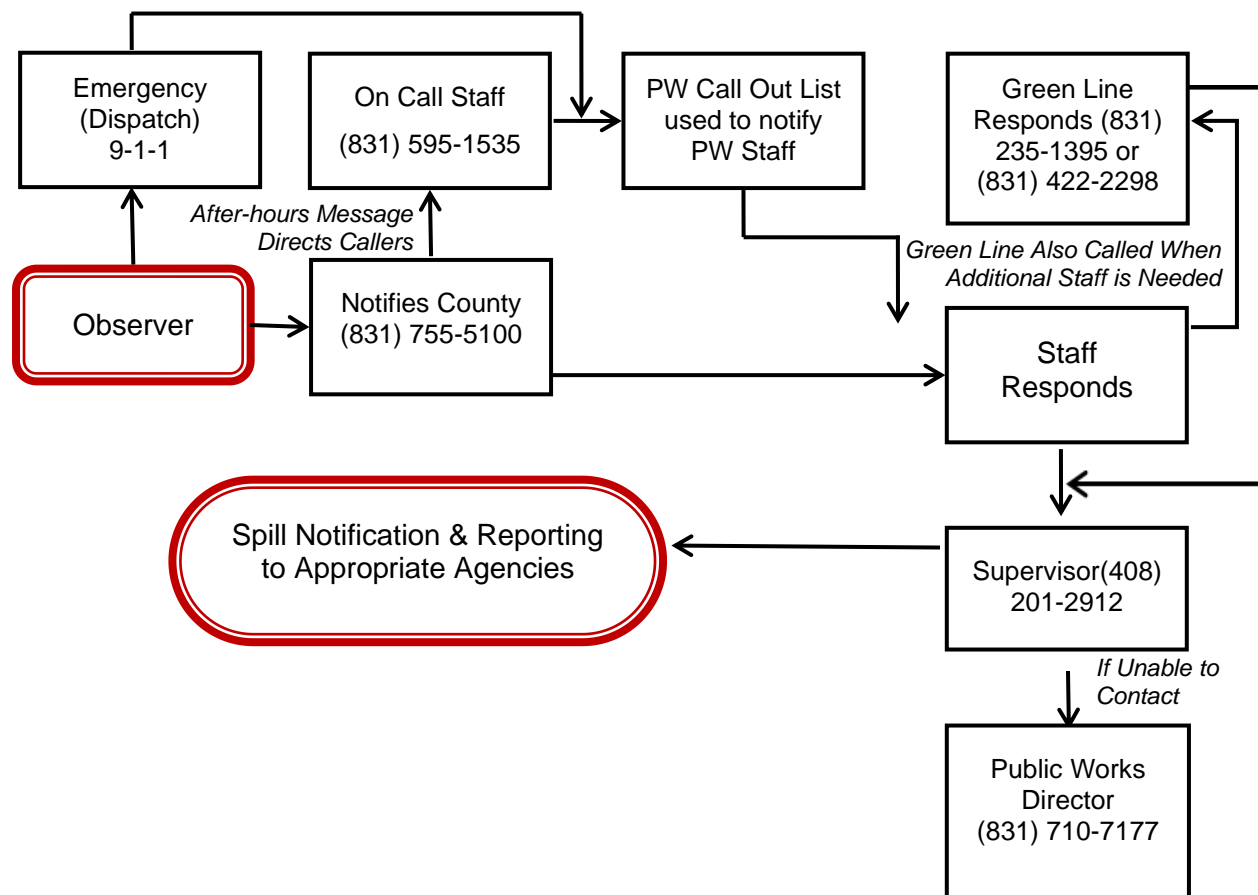 Emergency
(Dispatch)
9-1-1
On Call Staff
(831) 595-1535
PW Call Out List
used to notify
PW Staff
Green Line
Responds (831)
235-1395 or
(831) 422-2298
After-hours Message
Directs Callers
Green Line Also Called When
Additional Staff is Needed
Observer
Notifies County
(831) 755-5100
Staff
Responds
Spill Notification & Reporting
to Appropriate Agencies
Supervisor(408)
201-2912
If Unable to
Contact
Public Works
Director
(831) 710-7177